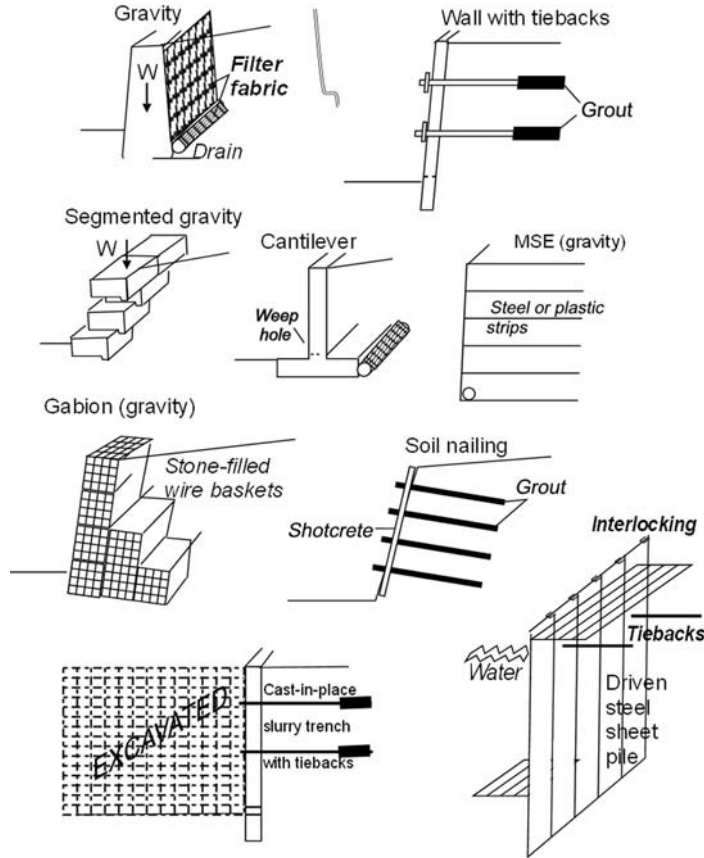 Gravity
W
Filter
fabric
Drain
Wall with tiebacks
Grout
Segmented gravity
W
Cantilever
Weep
hole
MSE (gravity)
Steel or plastic
strips
Gabion (gravity)
Stone-filled
wire baskets
Soil nailing
Grout
Shotcrete
Interlocking
Tiebacks
Water
Driven
steel
sheet
pile
EXCAVATED
Cast-in-place
slurry trench
with tiebacks